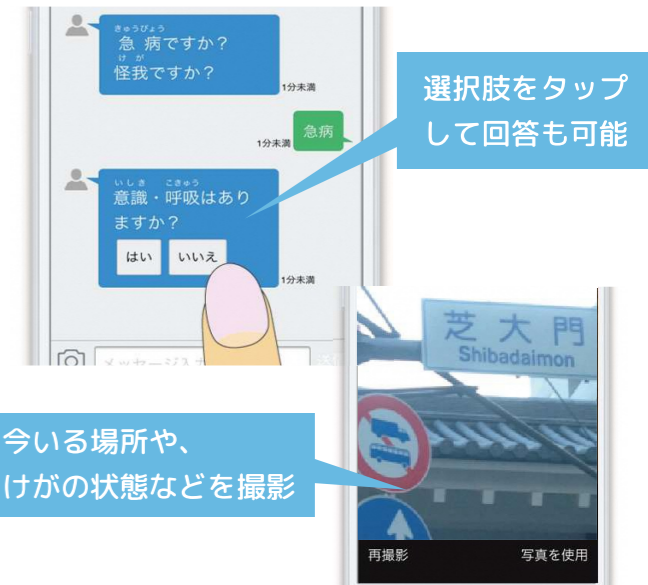 きゅうびょう
急 病ですか？
けが
怪我ですか？
1分未満
選択肢をタップ
して回答も可能
急病
1分未満
いしき こきゅう
意識・呼吸はあり
ますか？
はい いいえ
1分未満
芝大門
Shibadaimon
今いる場所や、
けがの状態などを撮影
再撮影 写真を使用